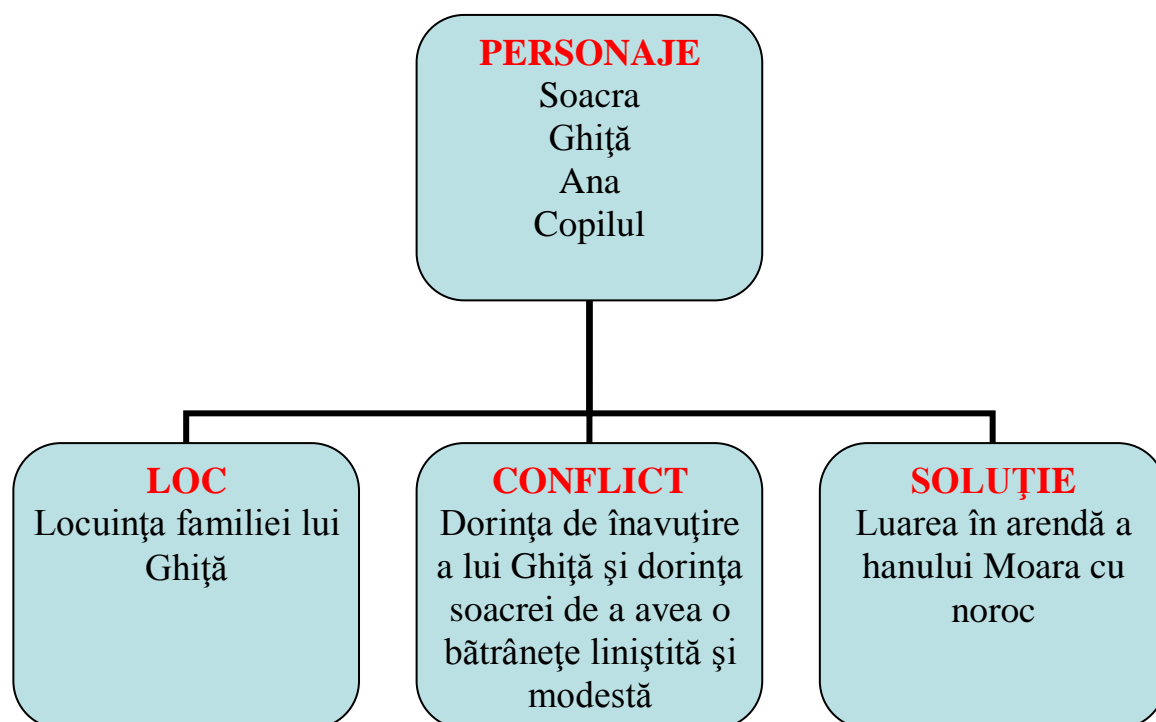 PERSONAJE
Soacra
Ghiţă
Ana
Copilul
LOC
Locuinţa familiei lui
Ghiţă
CONFLICT
Dorinţa de înavuţire
a lui Ghiţă şi dorinţa
soacrei de a avea o
bãtrâneţe liniştită şi
modestă
SOLUŢIE
Luarea în arendă a
hanului Moara cu
noroc